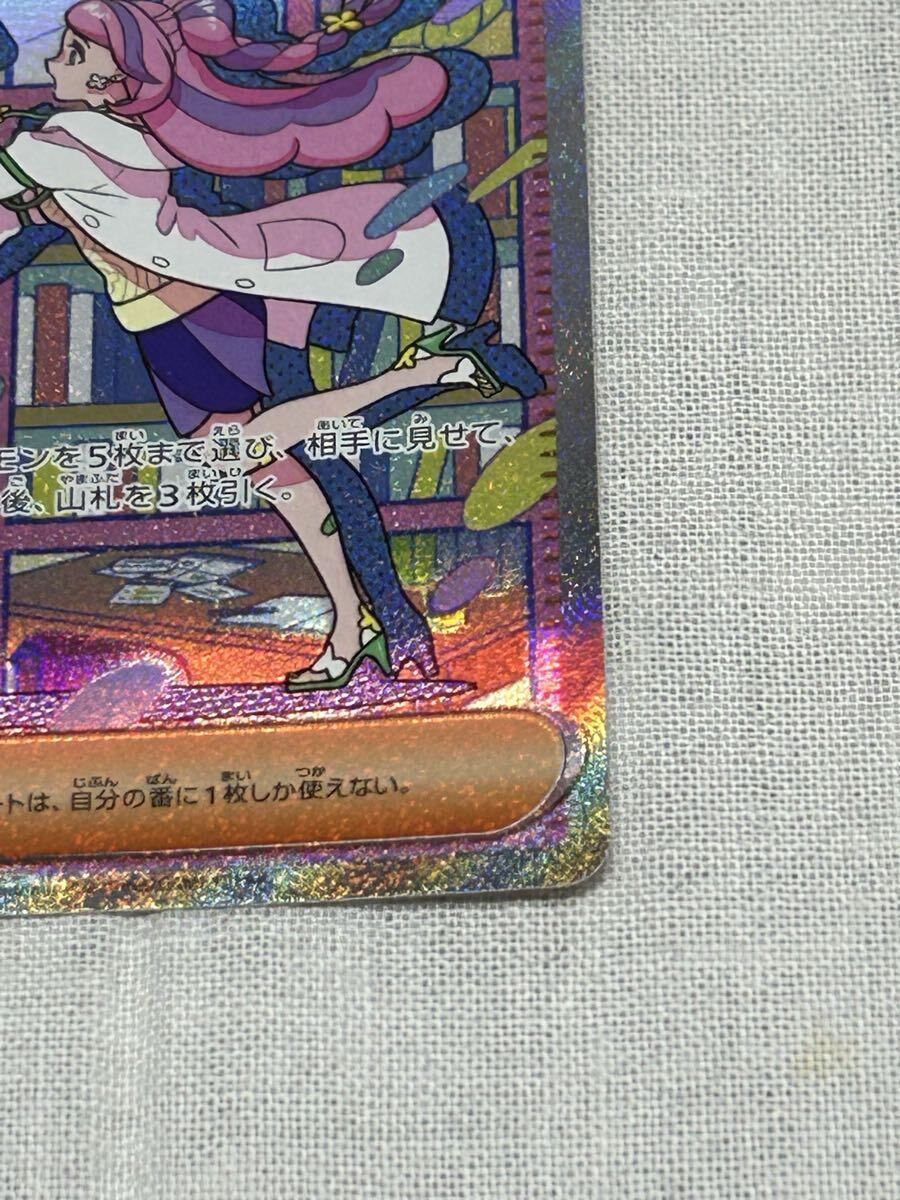 モンを5枚まで選び、相手に見せて、
後、山札を3枚引く。
ートは、自分の番に1枚しか使えない。